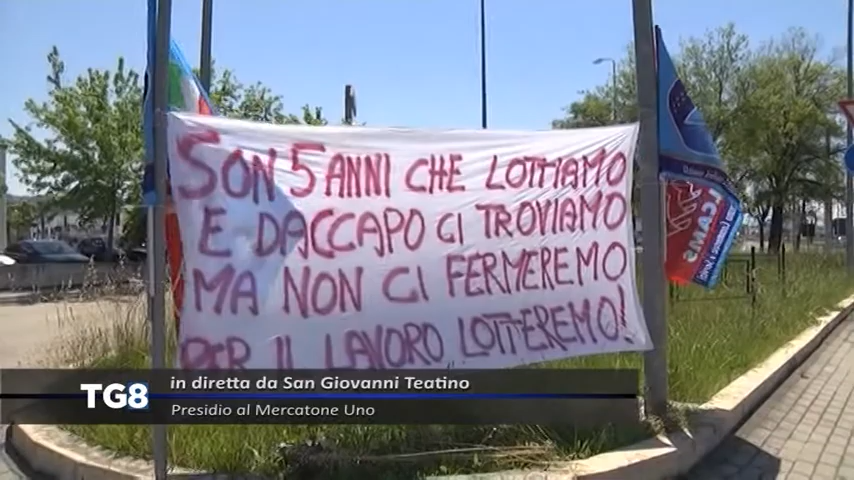 SON 5 ANNI CHE LOTTIAMO
E DACCAPO CI TROVIAMO
MA NON CI FERMEREMO
PER IL LAVORO LOTTEREMO!
TG8
in diretta da San Giovanni Teatino
Presidio al Mercatone Uno
FILCAMS